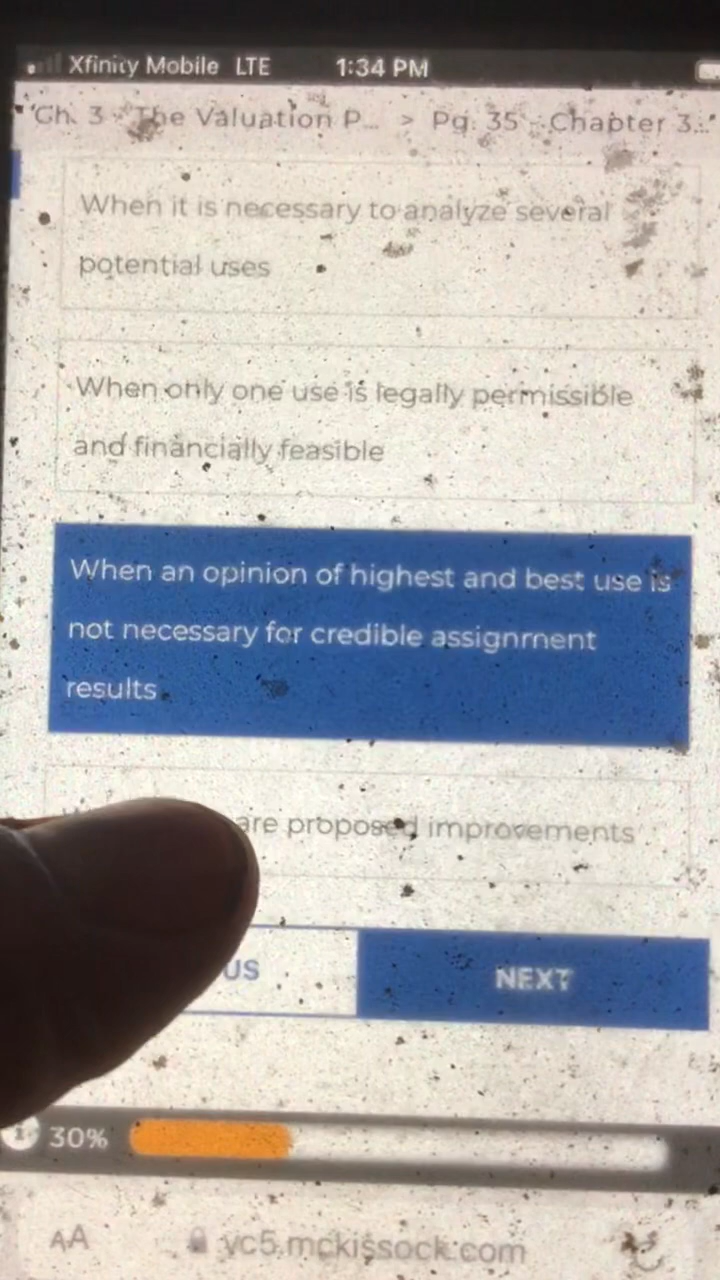 Xfinity Mobile LTE 1:34 PM
Ch. 3 - The Valuation P... > Pg. 35 - Chapter 3...
When it is necessary to analyze several
potential uses
When only one use is legally permissible
and financially feasible
When an opinion of highest and best use is
not necessary for credible assignment
results
are proposed improvements
US NEXT
30%
AA vc5.mckissock.com